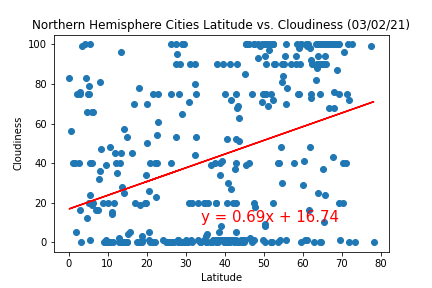 Northern Hemisphere Cities Latitude vs. Cloudiness (03/02/21)
100
80
60
40
20
0
Cloudiness
y = 0.69x + 16.74
0 10 20 30 40 50 60 70 80
Latitude